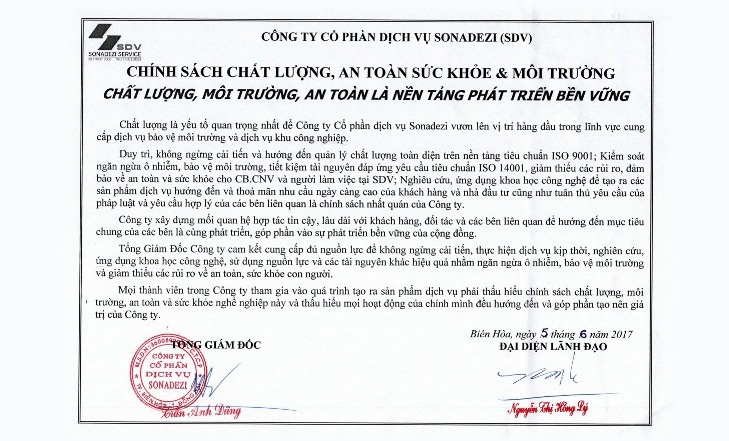 SDV
SONADEZI SERVICE
CÔNG TY CỔ PHẦN DỊCH VỤ SONADEZI (SDV)
CHÍNH SÁCH CHẤT LƯỢNG, AN TOÀN SỨC KHỎE & MÔI TRƯỜNG
CHẤT LƯỢNG, MÔI TRƯỜNG, AN TOÀN LÀ NỀN TẢNG PHÁT TRIỂN BỀN VỮNG
Chất lượng là yếu tố quan trọng nhất để Công ty Cổ phần dịch vụ Sonadezi vươn lên vị trí hàng đầu trong lĩnh vực cung
cấp dịch vụ bảo vệ môi trường và dịch vụ khu công nghiệp.
Duy trì, không ngừng cải tiến và hướng đến quản lý chất lượng toàn diện trên nền tảng tiêu chuẩn ISO 9001; Kiểm soát
ngăn ngừa ô nhiễm, bảo vệ môi trường, tiết kiệm tài nguyên đáp ứng yêu cầu tiêu chuẩn ISO 14001, giảm thiểu các rủi ro, đảm
bảo về an toàn và sức khỏe cho CB.CNV và người làm việc tại SDV; Nghiên cứu, ứng dụng khoa học công nghệ để tạo ra các
sản phẩm dịch vụ hướng đến và thoả mãn nhu cầu ngày càng cao của khách hàng và nhà đầu tư cũng như tuân thủ yêu cầu của
pháp luật và yêu cầu hợp lý của các bên liên quan là chính sách nhất quán của Công ty.
Công ty xây dựng mối quan hệ hợp tác tin cậy, lâu dài với khách hàng, đối tác và các bên liên quan để hướng đến mục tiêu
chung của các bên là cùng phát triển, góp phần vào sự phát triển bền vững của cộng đồng.
Tổng Giám Đốc Công ty cam kết cung cấp đủ nguồn lực để không ngừng cải tiến, thực hiện dịch vụ kịp thời, nghiên cứu,
ứng dụng khoa học công nghệ, sử dụng nguồn lực và các tài nguyên khác hiệu quả nhằm ngăn ngừa ô nhiễm, bảo vệ môi trường
và giảm thiểu các rủi ro về an toàn, sức khỏe con người.
Mọi thành viên trong Công ty tham gia vào quá trình tạo ra sản phẩm dịch vụ phải thấu hiểu chính sách chất lượng, môi
trường, an toàn và sức khỏe nghề nghiệp này và thấu hiểu mọi hoạt động của chính mình đều hướng đến và góp phần tạo nên giá
trị của Công ty.
Biên Hòa, ngày 5 tháng 6 năm 2017
TỔNG GIÁM ĐỐC
ĐẠI DIỆN LÃNH ĐẠO
CÔNG TY
CỔ PHẦN
DỊCH VỤ
SONADEZI
Trần Anh Dũng
Nguyễn Thị Hồng Lý